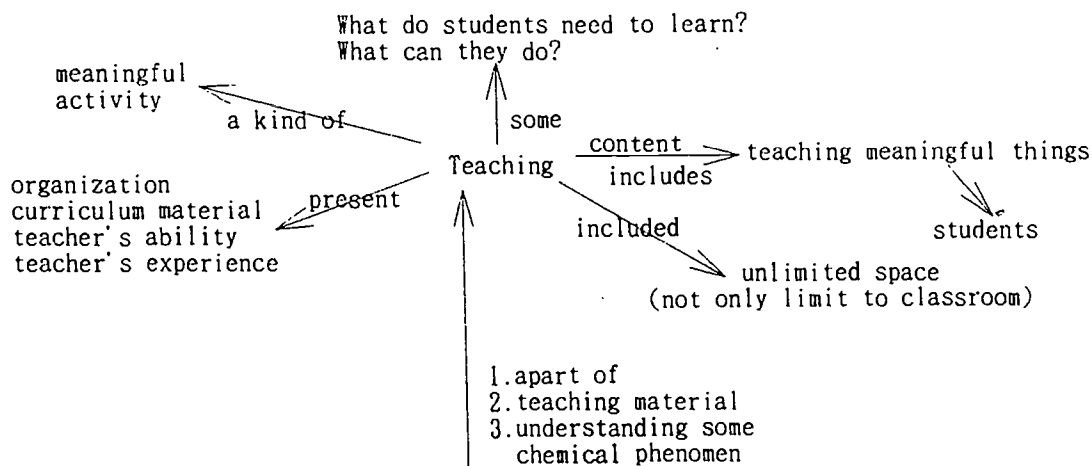 What do students need to learn?
What can they do?
meaningful
activity
a kind of
some
Teaching
content
includes
teaching meaningful things
organization
curriculum material
teacher's ability
teacher's experience
present
included
students
unlimited space
(not only limit to classroom)
1.apart of
2.teaching material
3.understanding some
chemical phenomen